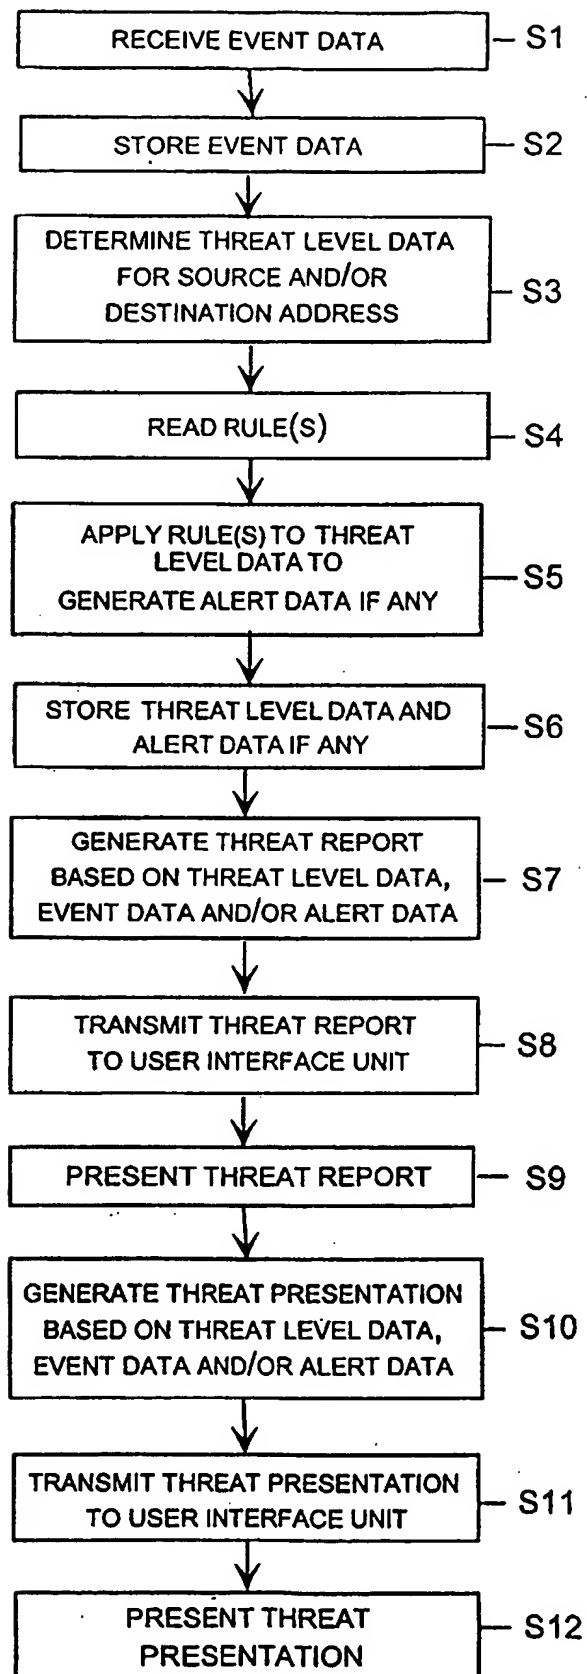 RECEIVE EVENT DATA S1
STORE EVENT DATA S2
DETERMINE THREAT LEVEL DATA
FOR SOURCE AND/OR
DESTINATION ADDRESS
S3
READ RULE(S) S4
APPLY RULE(S) TO THREAT
LEVEL DATA TO
GENERATE ALERT DATA IF ANY
S5
STORE THREAT LEVEL DATA AND
ALERT DATA IF ANY
S6
GENERATE THREAT REPORT
BASED ON THREAT LEVEL DATA,
EVENT DATA AND/OR ALERT DATA
S7
TRANSMIT THREAT REPORT
TO USER INTERFACE UNIT
S8
PRESENT THREAT REPORT S9
GENERATE THREAT PRESENTATION
BASED ON THREAT LEVEL DATA,
EVENT DATA AND/OR ALERT DATA
S10
TRANSMIT THREAT PRESENTATION
TO USER INTERFACE UNIT
S11
PRESENT THREAT
PRESENTATION
S12